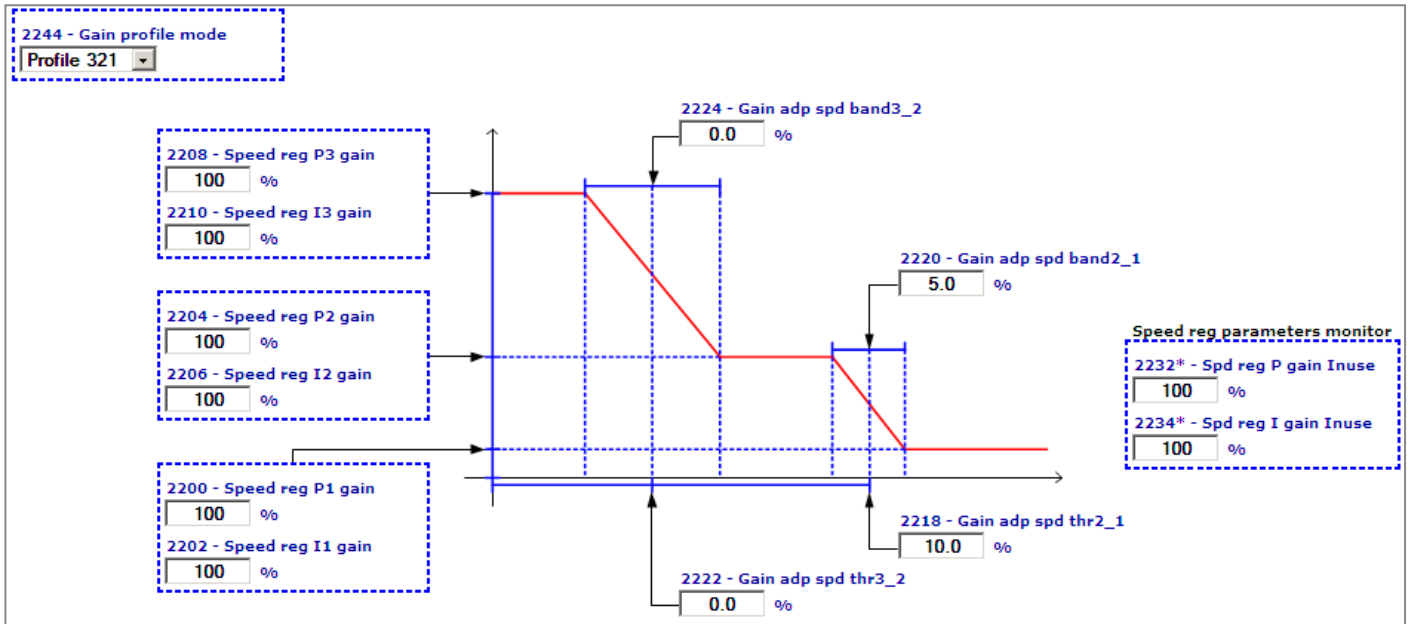 2244 - Gain profile mode
Profile 321
2224 - Gain adp spd band3_2
0.0 %
2208 - Speed reg P3 gain
100 %
2210 - Speed reg I3 gain
100 %
2220 - Gain adp spd band2_1
5.0 %
2204 - Speed reg P2 gain
100 %
2206 - Speed reg I2 gain
100 %
Speed reg parameters monitor
2232* - Spd reg P gain Inuse
100 %
2234* - Spd reg I gain Inuse
100 %
2200 - Speed reg P1 gain
100 %
2202 - Speed reg I1 gain
100 %
2218 - Gain adp spd thr2_1
10.0 %
2222 - Gain adp spd thr3_2
0.0 %